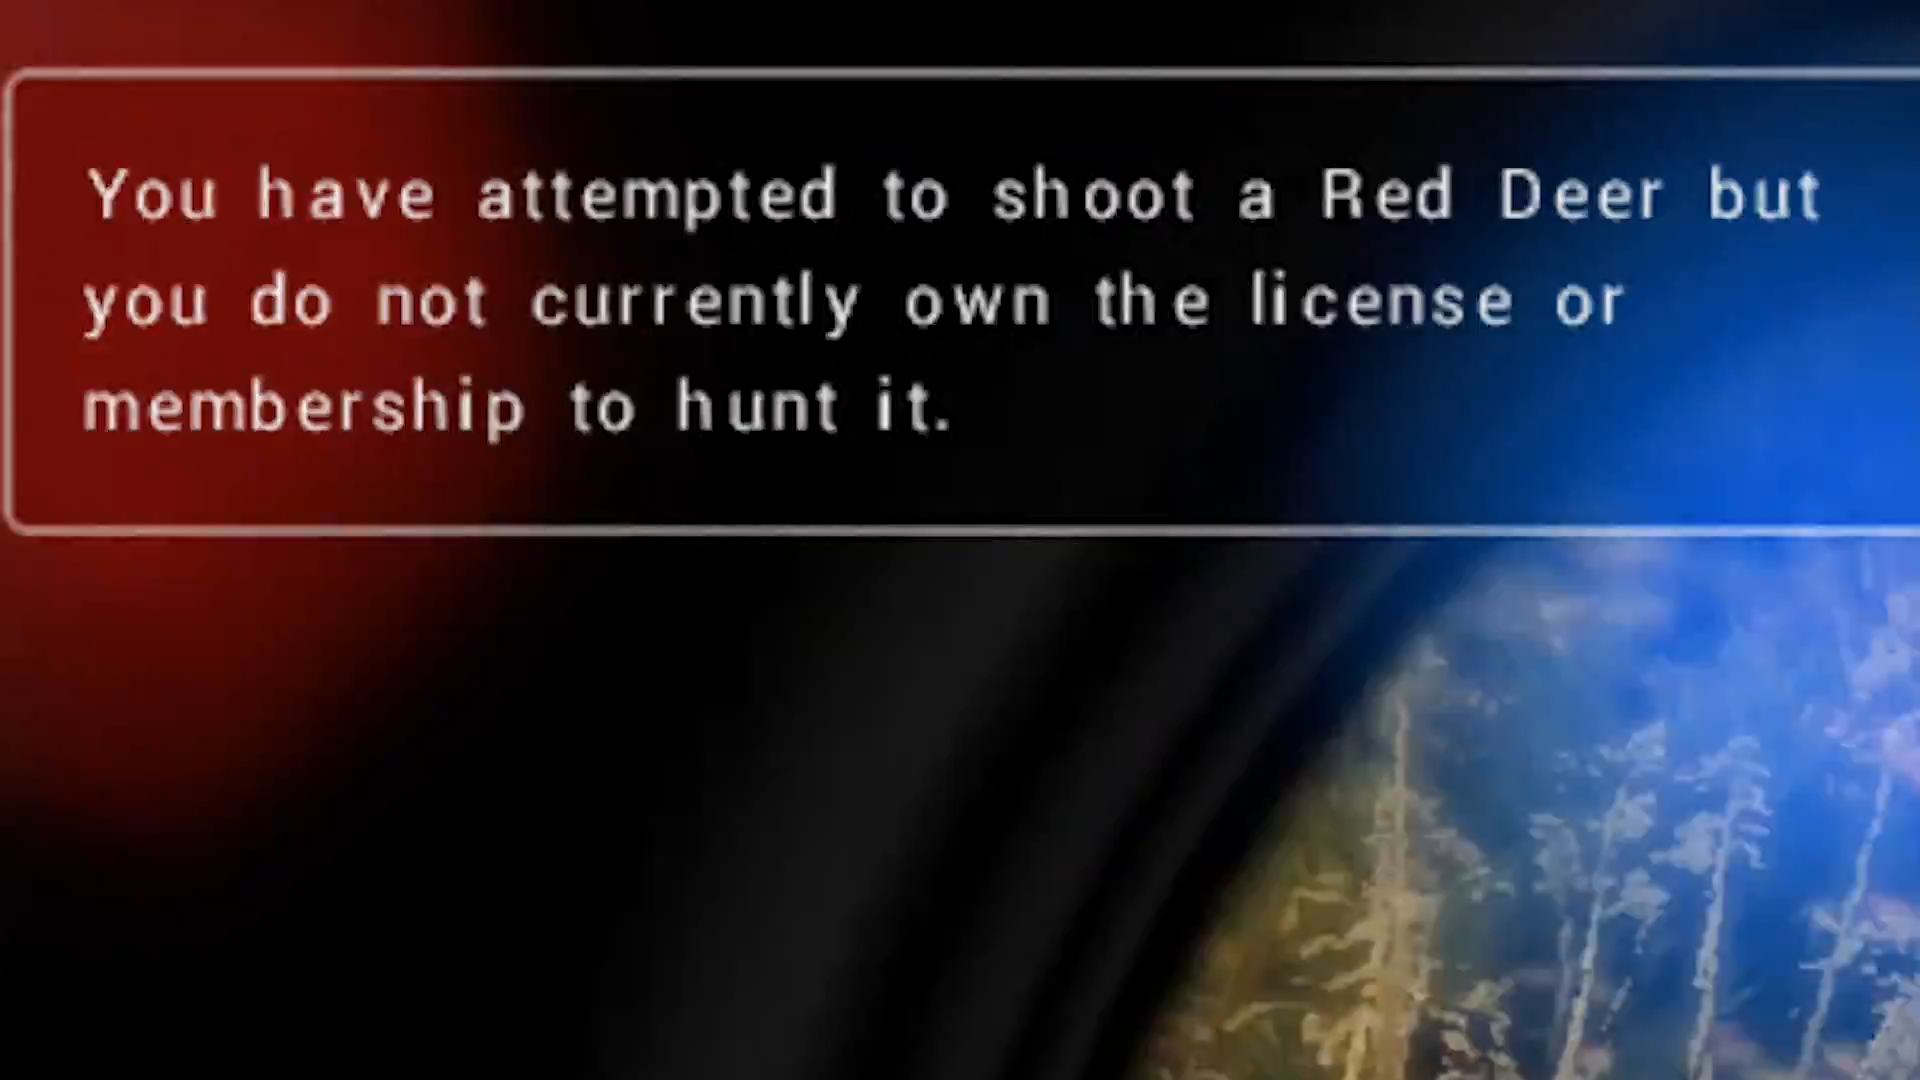 You have attempted to shoot a Red Deer but
you do not currently own the license or
membership to hunt it.